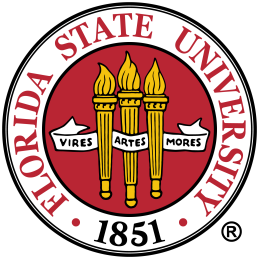 FLORIDA STATE UNIVERSITY
VIRES ARTES MORES
• 1851 •
®